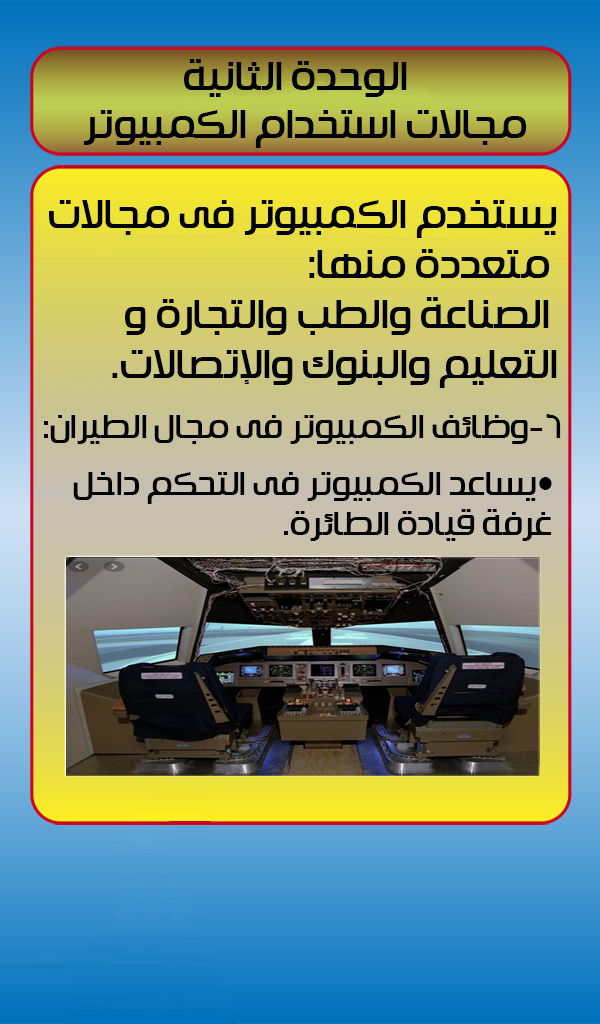 الوحدة الثانية
مجالات استخدام الكمبيوتر
يستخدم الكمبيوتر فى مجالات
متعددة منها:
الصناعة والطب والتجارة و
التعليم والبنوك والإتصالات.
٦-وظائف الكمبيوتر فى مجال الطيران:
•يساعد الكمبيوتر فى التحكم داخل
غرفة قيادة الطائرة.